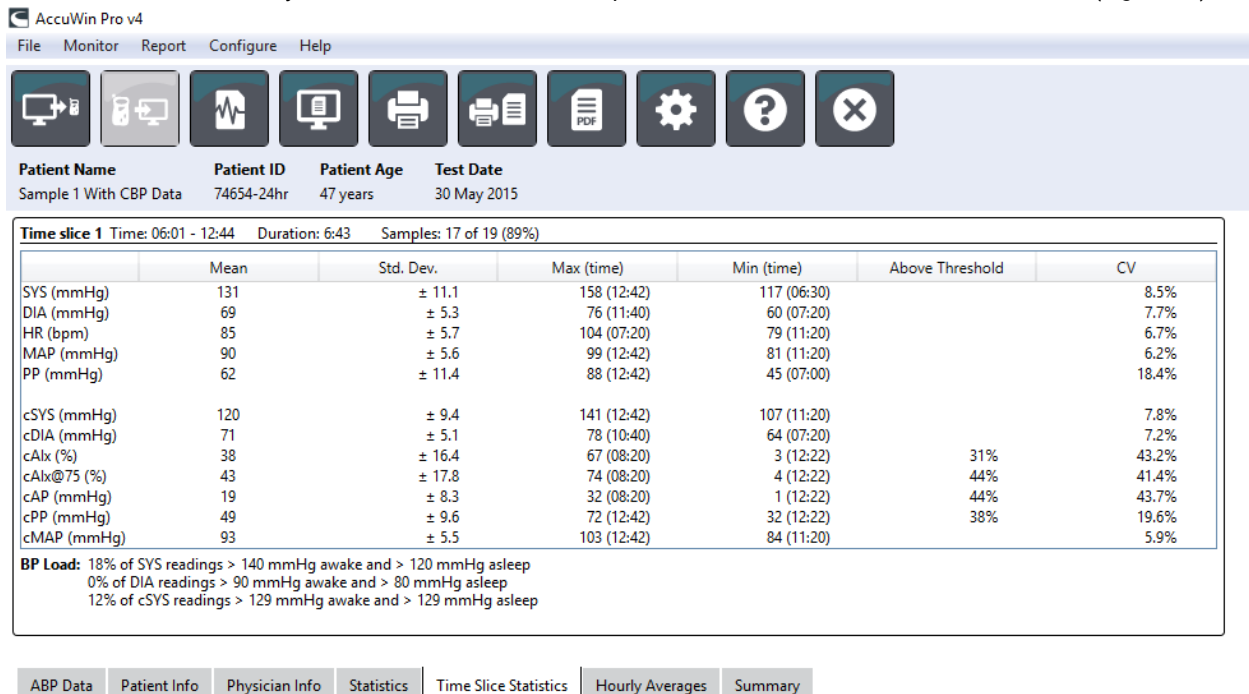 AccuWin Pro v4
File Monitor Report Configure Help
PDF
Patient Name Patient ID Patient Age Test Date
Sample 1 With CBP Data 74654-24hr 47 years 30 May 2015
Time slice 1 Time: 06:01 - 12:44 Duration: 6:43 Samples: 17 of 19 (89%)
Mean Std. Dev. Max (time) Min (time) Above Threshold CV
SYS (mmHg) 131 ± 11.1 158 (12:42) 117 (06:30) 8.5%
DIA (mmHg) 69 ± 5.3 76 (11:40) 60 (07:20) 7.7%
HR (bpm) 85 ± 5.7 104 (07:20) 79 (11:20) 6.7%
MAP (mmHg) 90 ± 5.6 99 (12:42) 81 (11:20) 6.2%
PP (mmHg) 62 ± 11.4 88 (12:42) 45 (07:00) 18.4%
cSYS (mmHg) 120 ± 9.4 141 (12:42) 107 (11:20) 7.8%
cDIA (mmHg) 71 ± 5.1 78 (10:40) 64 (07:20) 7.2%
cAIx (%) 38 ± 16.4 67 (08:20) 3 (12:22) 31% 43.2%
cAIx@75 (%) 43 ± 17.8 74 (08:20) 4 (12:22) 44% 41.4%
cAP (mmHg) 19 ± 8.3 32 (08:20) 1 (12:22) 44% 43.7%
cPP (mmHg) 49 ± 9.6 72 (12:42) 32 (12:22) 38% 19.6%
cMAP (mmHg) 93 ± 5.5 103 (12:42) 84 (11:20) 5.9%
BP Load: 18% of SYS readings > 140 mmHg awake and > 120 mmHg asleep
0% of DIA readings > 90 mmHg awake and > 80 mmHg asleep
12% of cSYS readings > 129 mmHg awake and > 129 mmHg asleep
ABP Data Patient Info Physician Info Statistics Time Slice Statistics Hourly Averages Summary